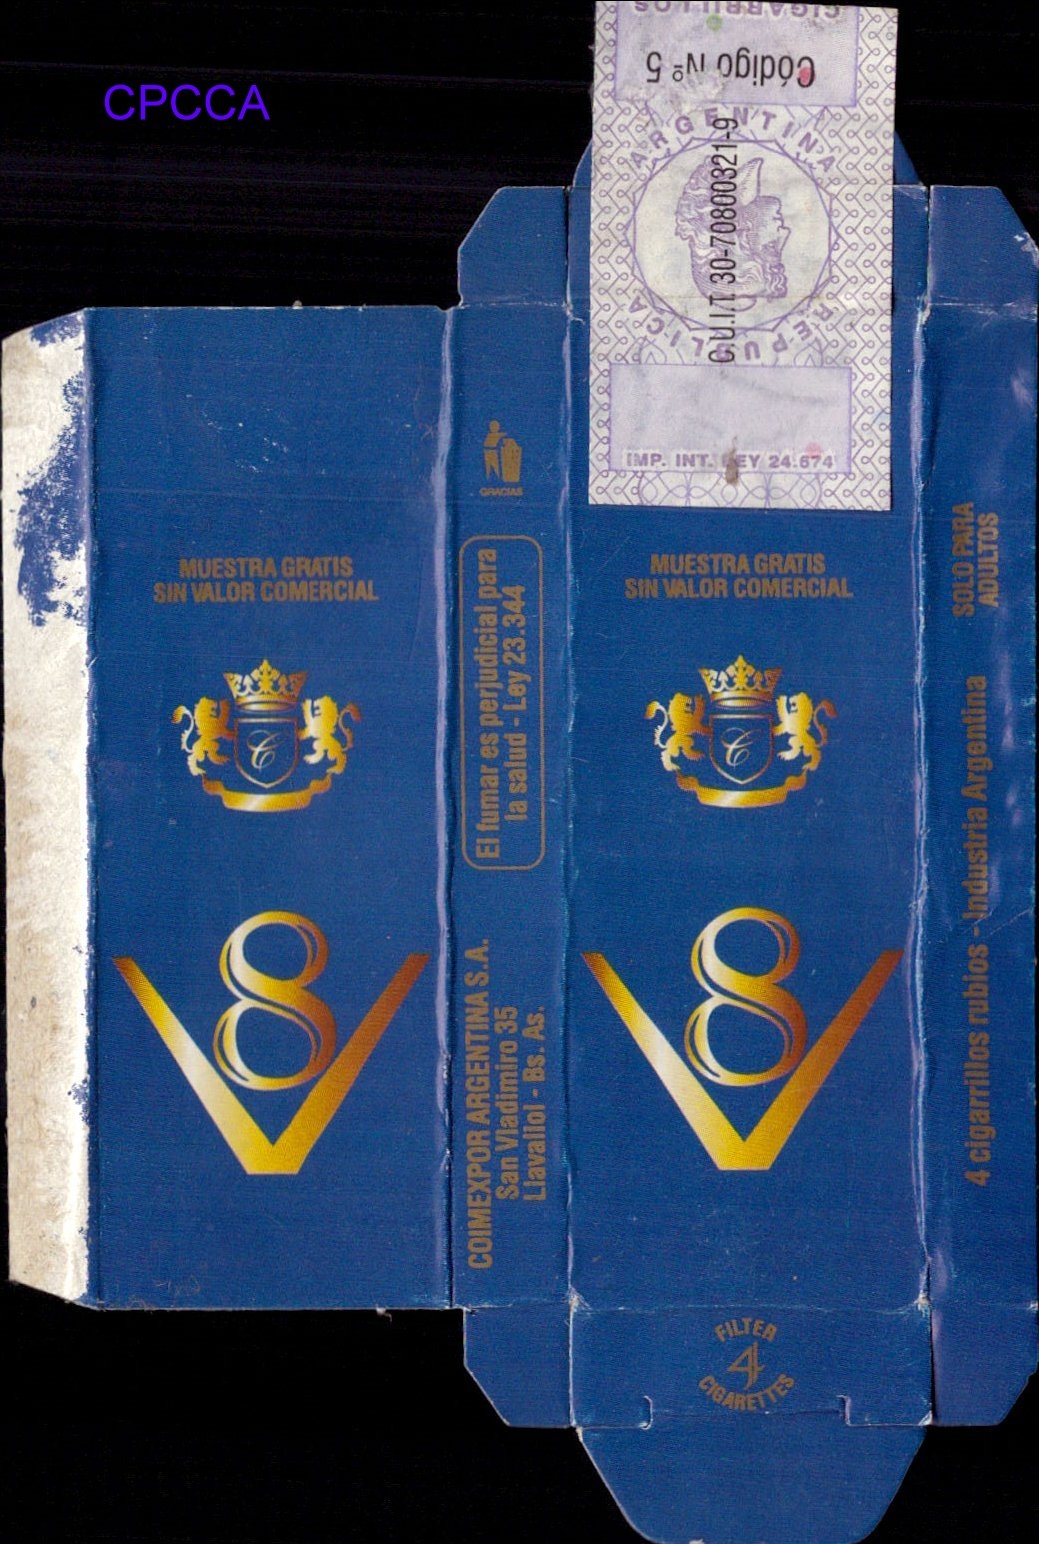 CPCCA
CIGARRILLOS
Código Nº 5
ARGENTINA
REPUBLICA
C.U.I.T. 30-70800321-9
IMP. INT. LEY 24.674
MUESTRA GRATIS
SIN VALOR COMERCIAL
C
V8
GRACIAS
El fumar es perjudicial para
la salud - Ley 23.344
COIMEXPOR ARGENTINA S.A.
San Vladimiro 35
Llavallol - Bs. As.
MUESTRA GRATIS
SIN VALOR COMERCIAL
C
V8
FILTER
4
CIGARETTES
SOLO PARA
ADULTOS
4 cigarrillos rubios - Industria Argentina